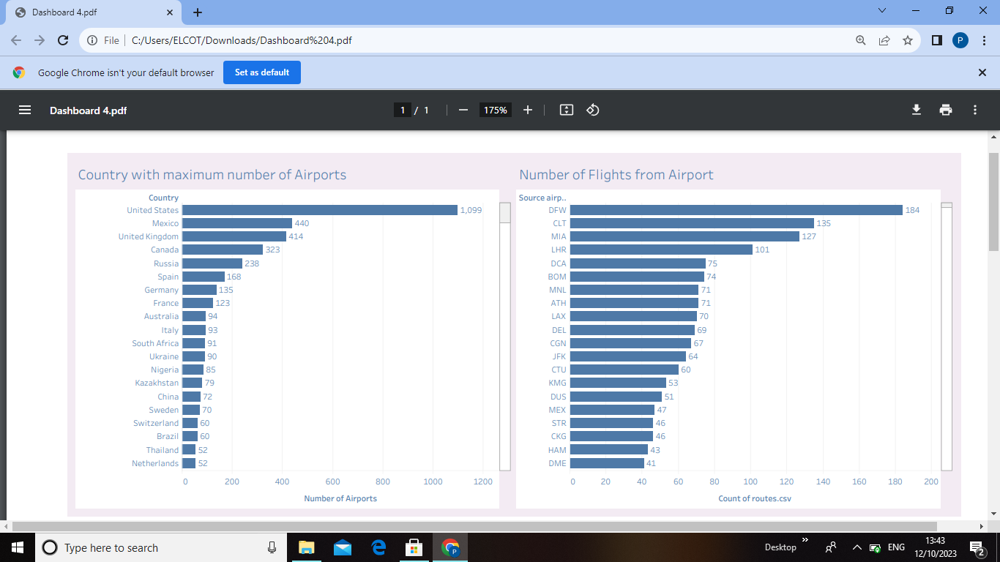 Dashboard 4.pdf
File
C:/Users/ELCOT/Downloads/Dashboard%204.pdf
P
Google Chrome isn't your default browser
Set as default
Dashboard 4.pdf
1 / 1
175%
Country with maximum number of Airports
Country
United States 1,099
Mexico 440
United Kingdom 414
Canada 323
Russia 238
Spain 168
Germany 135
France 123
Australia 94
Italy 93
South Africa 91
Ukraine 90
Nigeria 85
Kazakhstan 79
China 72
Sweden 70
Switzerland 60
Brazil 60
Thailand 52
Netherlands 52
0 200 400 600 800 1000 1200
Number of Airports
Number of Flights from Airport
Source airp..
DFW 184
CLT 135
MIA 127
LHR 101
DCA 75
BOM 74
MNL 71
ATH 71
LAX 70
DEL 69
CGN 67
JFK 64
CTU 60
KMG 53
DUS 51
MEX 47
STR 46
CKG 46
HAM 43
DME 41
0 20 40 60 80 100 120 140 160 180 200
Count of routes.csv
Type here to search
P
Desktop
ENG
13:43
12/10/2023
2